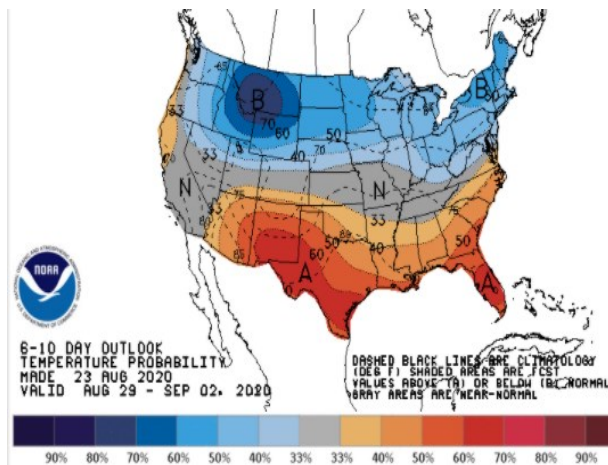 B
B
33
70
60
50
40
70
33
N
N
33
50
60
40
50
A
A
NOAA
6-10 DAY OUTLOOK
TEMPERATURE PROBABILITY
MADE 23 AUG 2020
VALID AUG 29 - SEP 02, 2020
DASHED BLACK LINES ARE CLIMATOLOGY
(DEG F) SHADED AREAS ARE FCST
VALUES ABOVE (A) OR BELOW (B) NORMAL
GRAY AREAS ARE NEAR-NORMAL
90% 80% 70% 60% 50% 40% 33% 33% 40% 50% 60% 70% 80% 90%